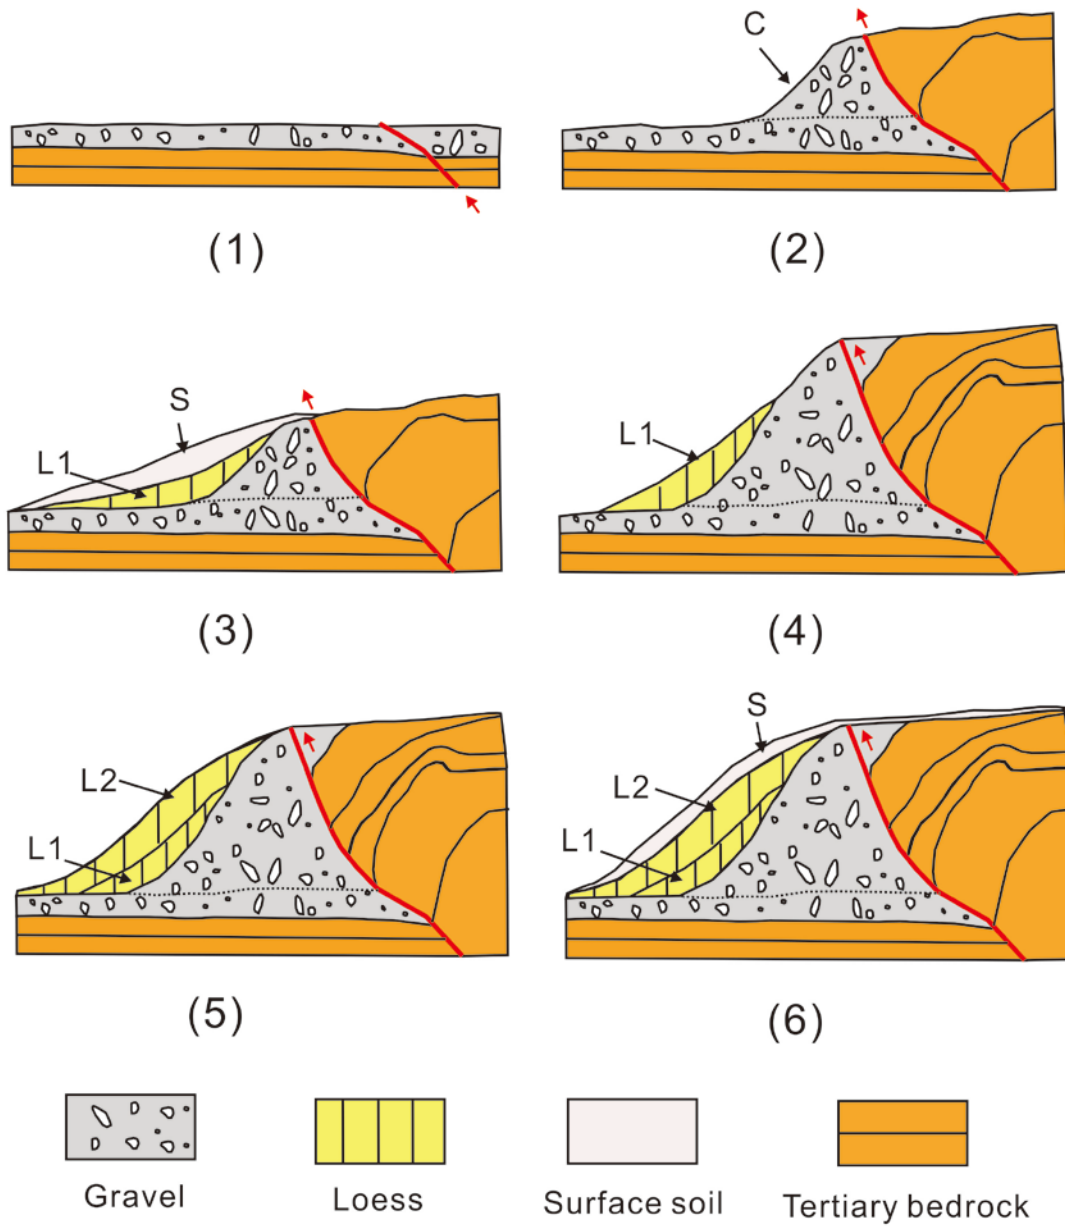 C
(1)
(2)
S
L1
L1
(3)
(4)
S
L2
L2
L1
L1
(5)
(6)
Gravel
Loess
Surface soil
Tertiary bedrock